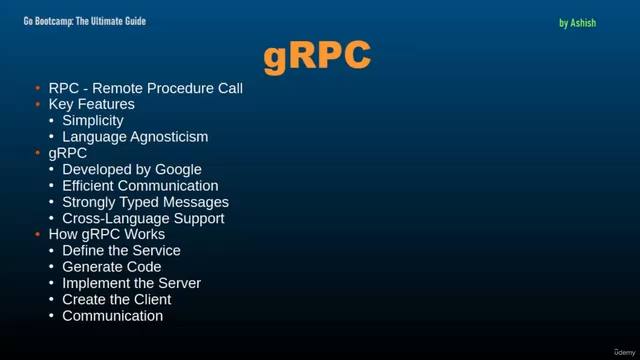 Go Bootcamp: The Ultimate Guide
by Ashish
gRPC
• RPC - Remote Procedure Call
• Key Features
• Simplicity
• Language Agnosticism
• gRPC
• Developed by Google
• Efficient Communication
• Strongly Typed Messages
• Cross-Language Support
• How gRPC Works
• Define the Service
• Generate Code
• Implement the Server
• Create the Client
• Communication
udemy